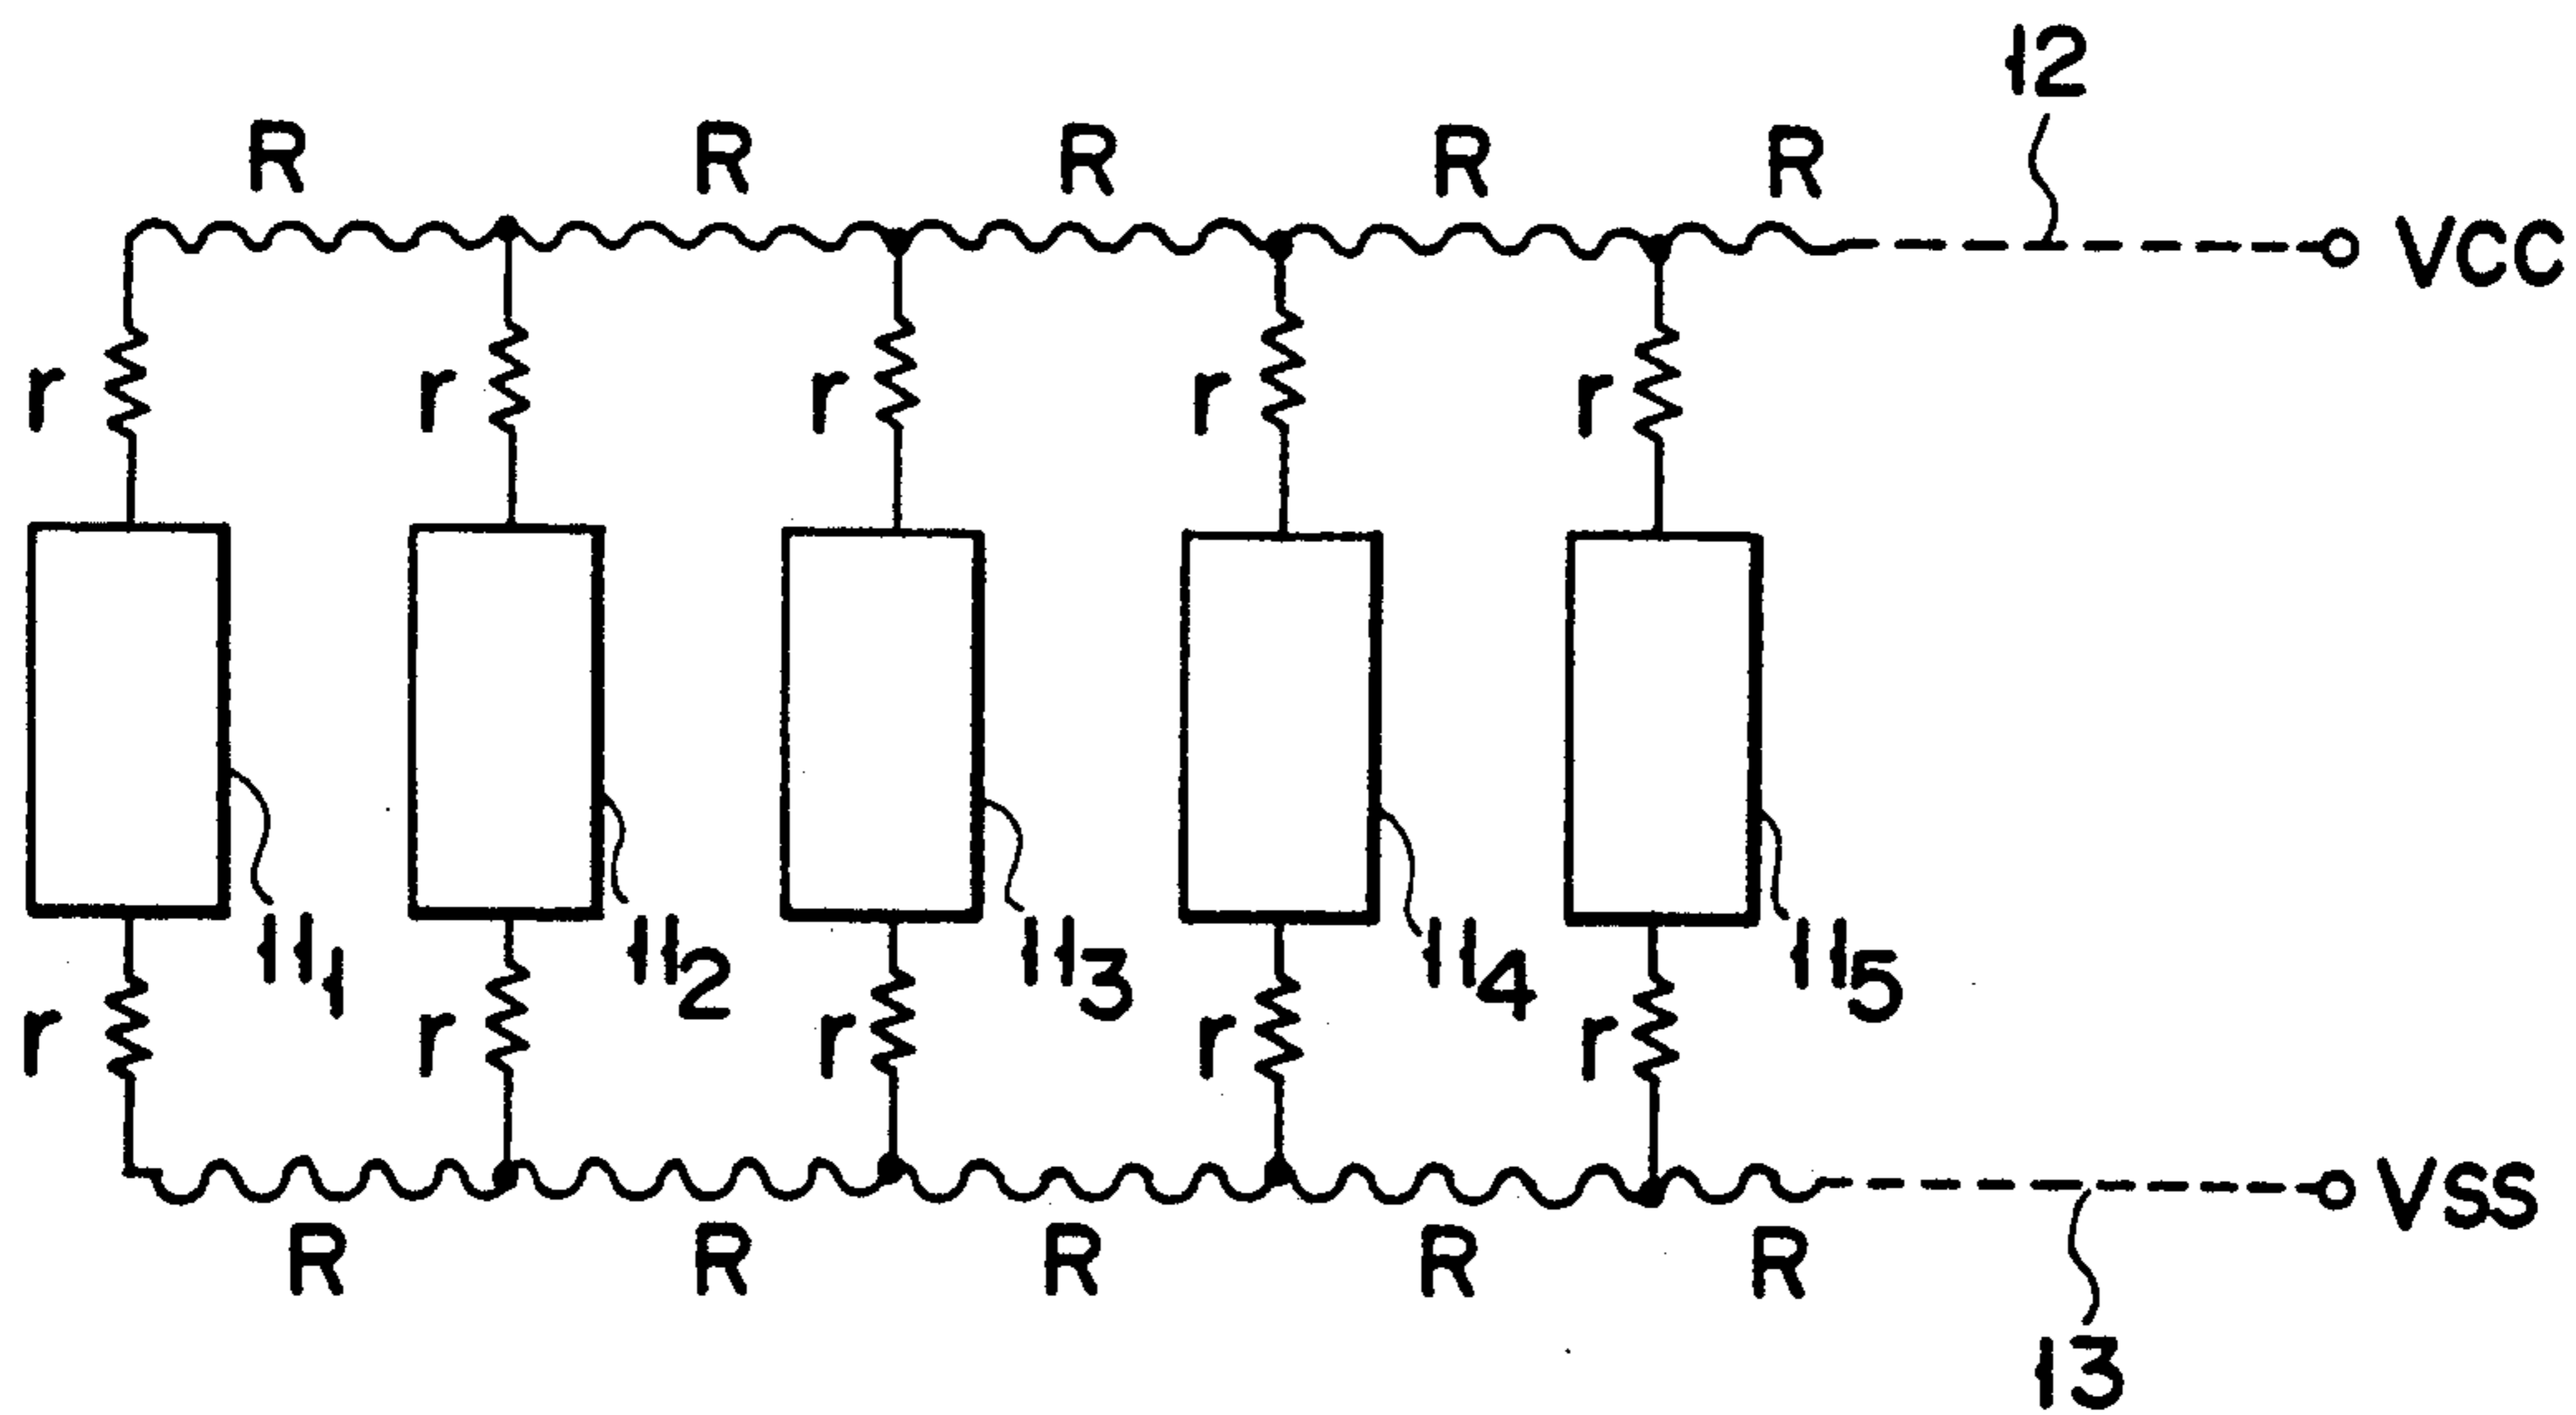 12
R R R R R
VCC
r r r r r
11₁ 11₂ 11₃ 11₄ 11₅
r r r r r
VSS
R R R R R
13